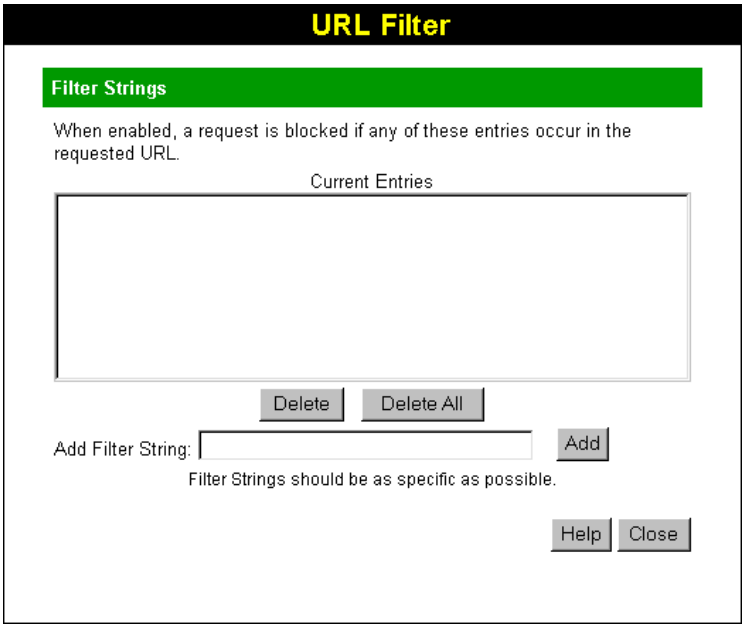 URL Filter
Filter Strings
When enabled, a request is blocked if any of these entries occur in the
requested URL.
Current Entries
Delete Delete All
Add Filter String: Add
Filter Strings should be as specific as possible.
Help Close